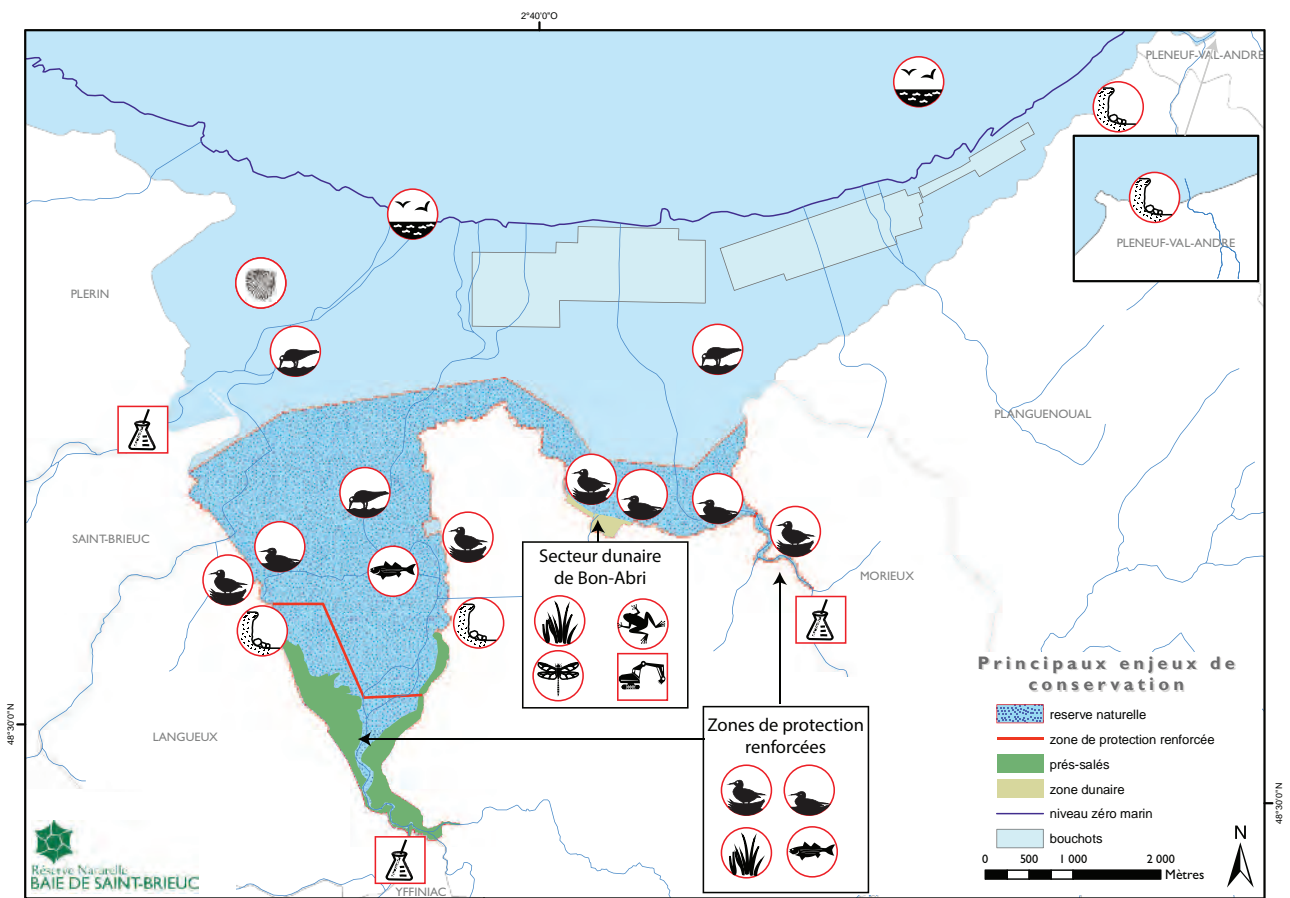 2°40'0"O
PLENEUF-VAL-ANDRE
PLENEUF-VAL-ANDRE
PLERIN
PLANGUENOUAL
SAINT-BRIEUC
MORIEUX
LANGUEUX
YFFINIAC
48°30'0"N
48°30'0"N
Secteur dunaire
de Bon-Abri
Zones de protection
renforcées
Principaux enjeux de
conservation
reserve naturelle
zone de protection renforcée
prés-salés
zone dunaire
niveau zéro marin
bouchots
N
0 500 1 000 2 000
Mètres
Réserve Naturelle
BAIE DE SAINT-BRIEUC